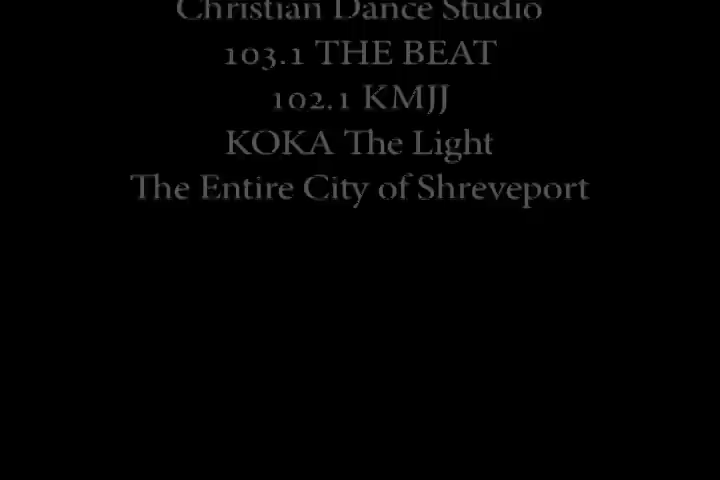 Christian Dance Studio
103.1 THE BEAT
102.1 KMJJ
KOKA The Light
The Entire City of Shreveport